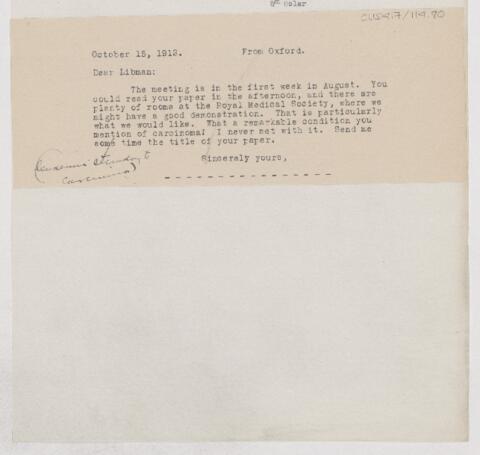 CUS417/114.90
October 15, 1912. From Oxford.
Dear Libman:
The meeting is in the first week in August. You
could read your paper in the afternoon, and there are
plenty of rooms at the Royal Medical Society, where we
might have a good demonstration. That is particularly
what we would like. What a remarkable condition you
mention of carcinoma! I never met with it. Send me
some time the title of your paper.
Sincerely yours,
carcinoma)